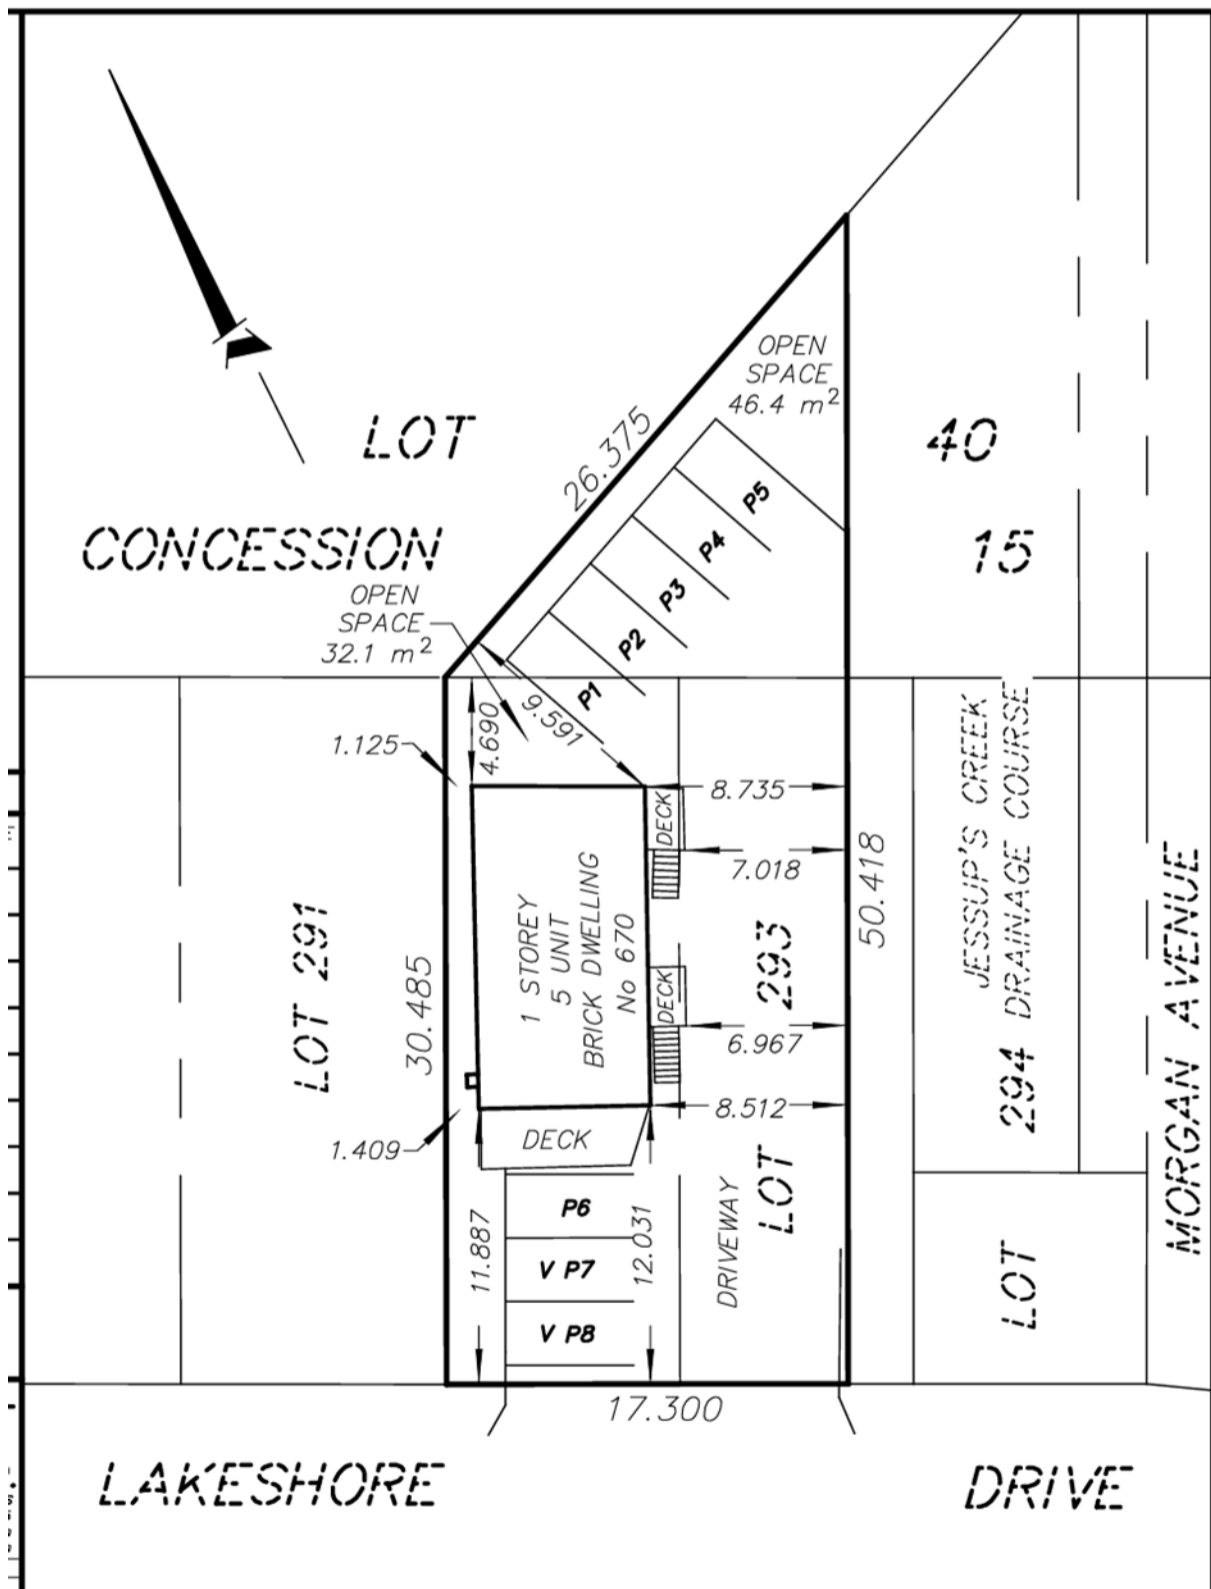 OPEN
SPACE
46.4 m²
LOT
40
26.375
P5
CONCESSION
15
P4
P3
OPEN
SPACE
32.1 m²
P2
P1
9.591
4.690
1.125
8.735
DECK
7.018
JESSUP'S CREEK
DRAINAGE COURSE
50.418
LOT 291
30.485
1 STOREY
5 UNIT
BRICK DWELLING
No 670
LOT 293
DECK
6.967
8.512
LOT 294
MORGAN AVENUE
1.409
DECK
P6
V P7
V P8
11.887
12.031
DRIVEWAY
17.300
LAKESHORE DRIVE